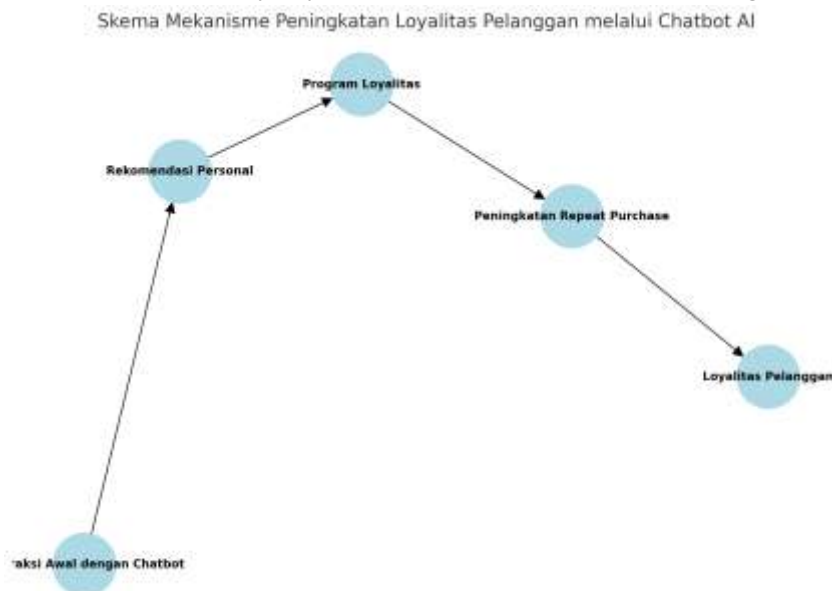 Skema Mekanisme Peningkatan Loyalitas Pelanggan melalui Chatbot AI
Program Loyalitas
Rekomendasi Personal
Peningkatan Repeat Purchase
Loyalitas Pelanggan
Awal dengan Chatbot